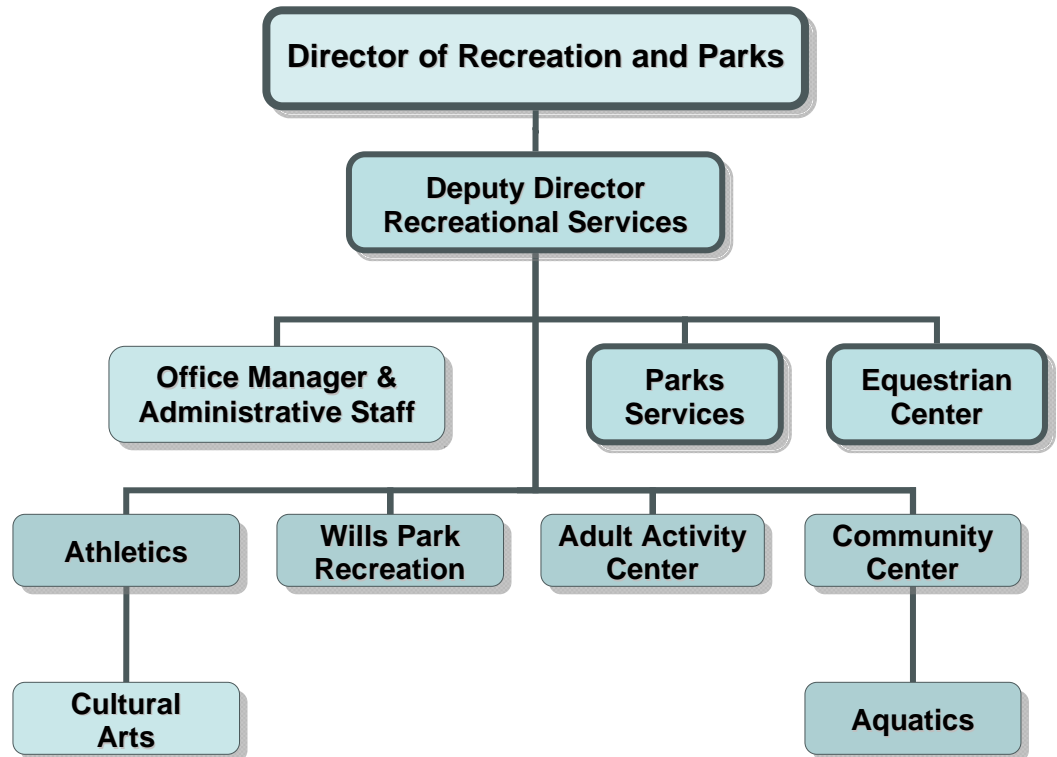 Director of Recreation and Parks
Deputy Director
Recreational Services
Office Manager &
Administrative Staff
Parks
Services
Equestrian
Center
Athletics
Wills Park
Recreation
Adult Activity
Center
Community
Center
Cultural
Arts
Aquatics